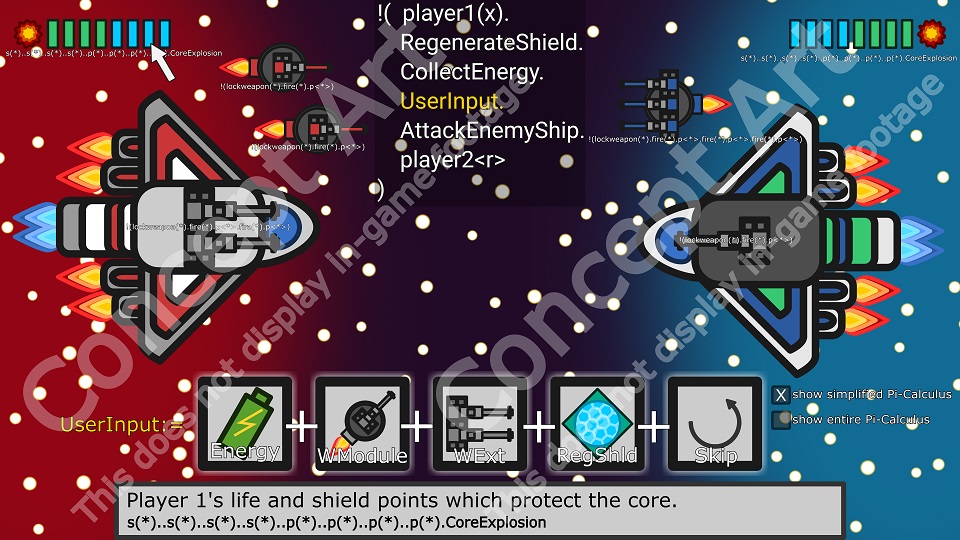 !( player1(x).
RegenerateShield.
CollectEnergy.
UserInput.
AttackEnemyShip.
player2<r>
)
s(*)..s(*)..s(*)..s(*)..p(*)..p(*)..p(*)..p(*).CoreExplosion
s(*)..s(*)..s(*)..s(*)..p(*)..p(*)..p(*)..p(*).CoreExplosion
!(lockweapon(*).fire(*).p<*>)
!(lockweapon(*).fire(*).p<*>)
!(lockweapon(*).fire(*).p<*>)
Concept Art
This does not display in-game footage
Concept Art
This does not display in-game footage
UserInput:=
Energy + WModule + WExt + RegShld + Skip
X show simplified Pi-Calculus
show entire Pi-Calculus
Player 1's life and shield points which protect the core.
s(*)..s(*)..s(*)..s(*)..p(*)..p(*)..p(*)..p(*).CoreExplosion